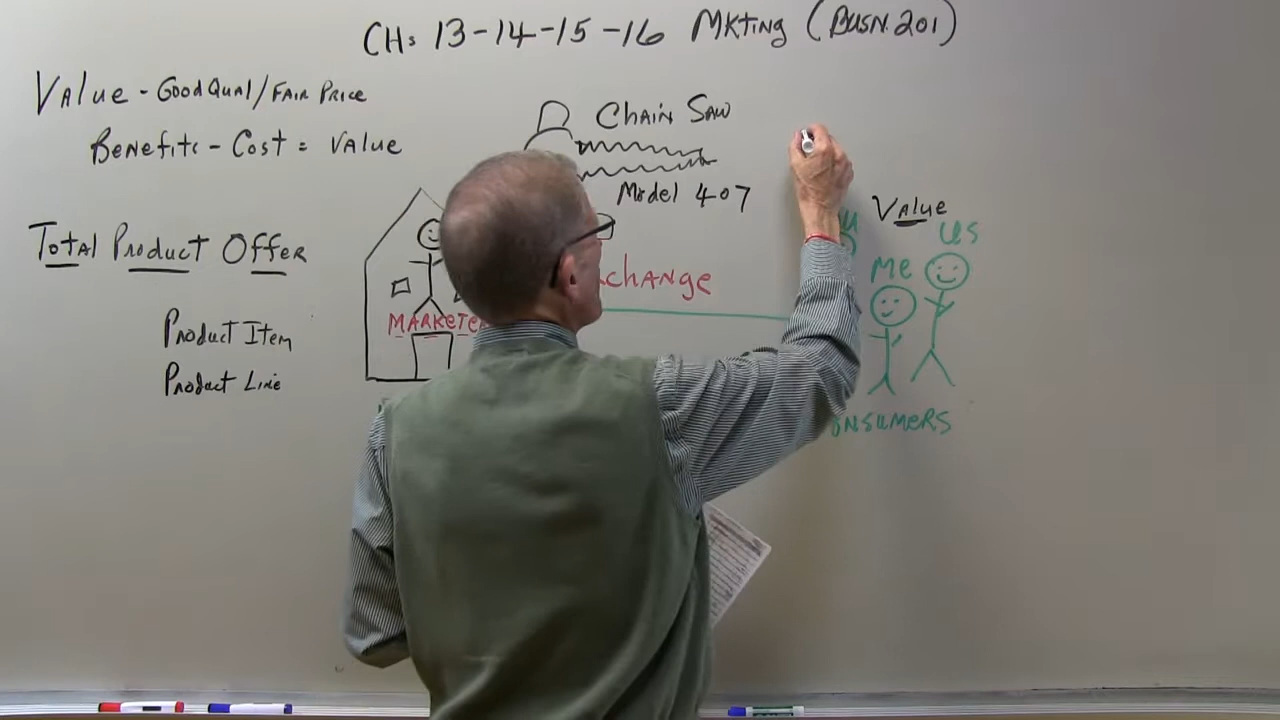 CH: 13-14-15-16 MKting (BUSN. 201)
Value - Good Qual / Fair Price
Benefits - Cost = Value
Chain Saw
Model 407
Total Product Offer
Product Item
Product Line
Value
US
ME